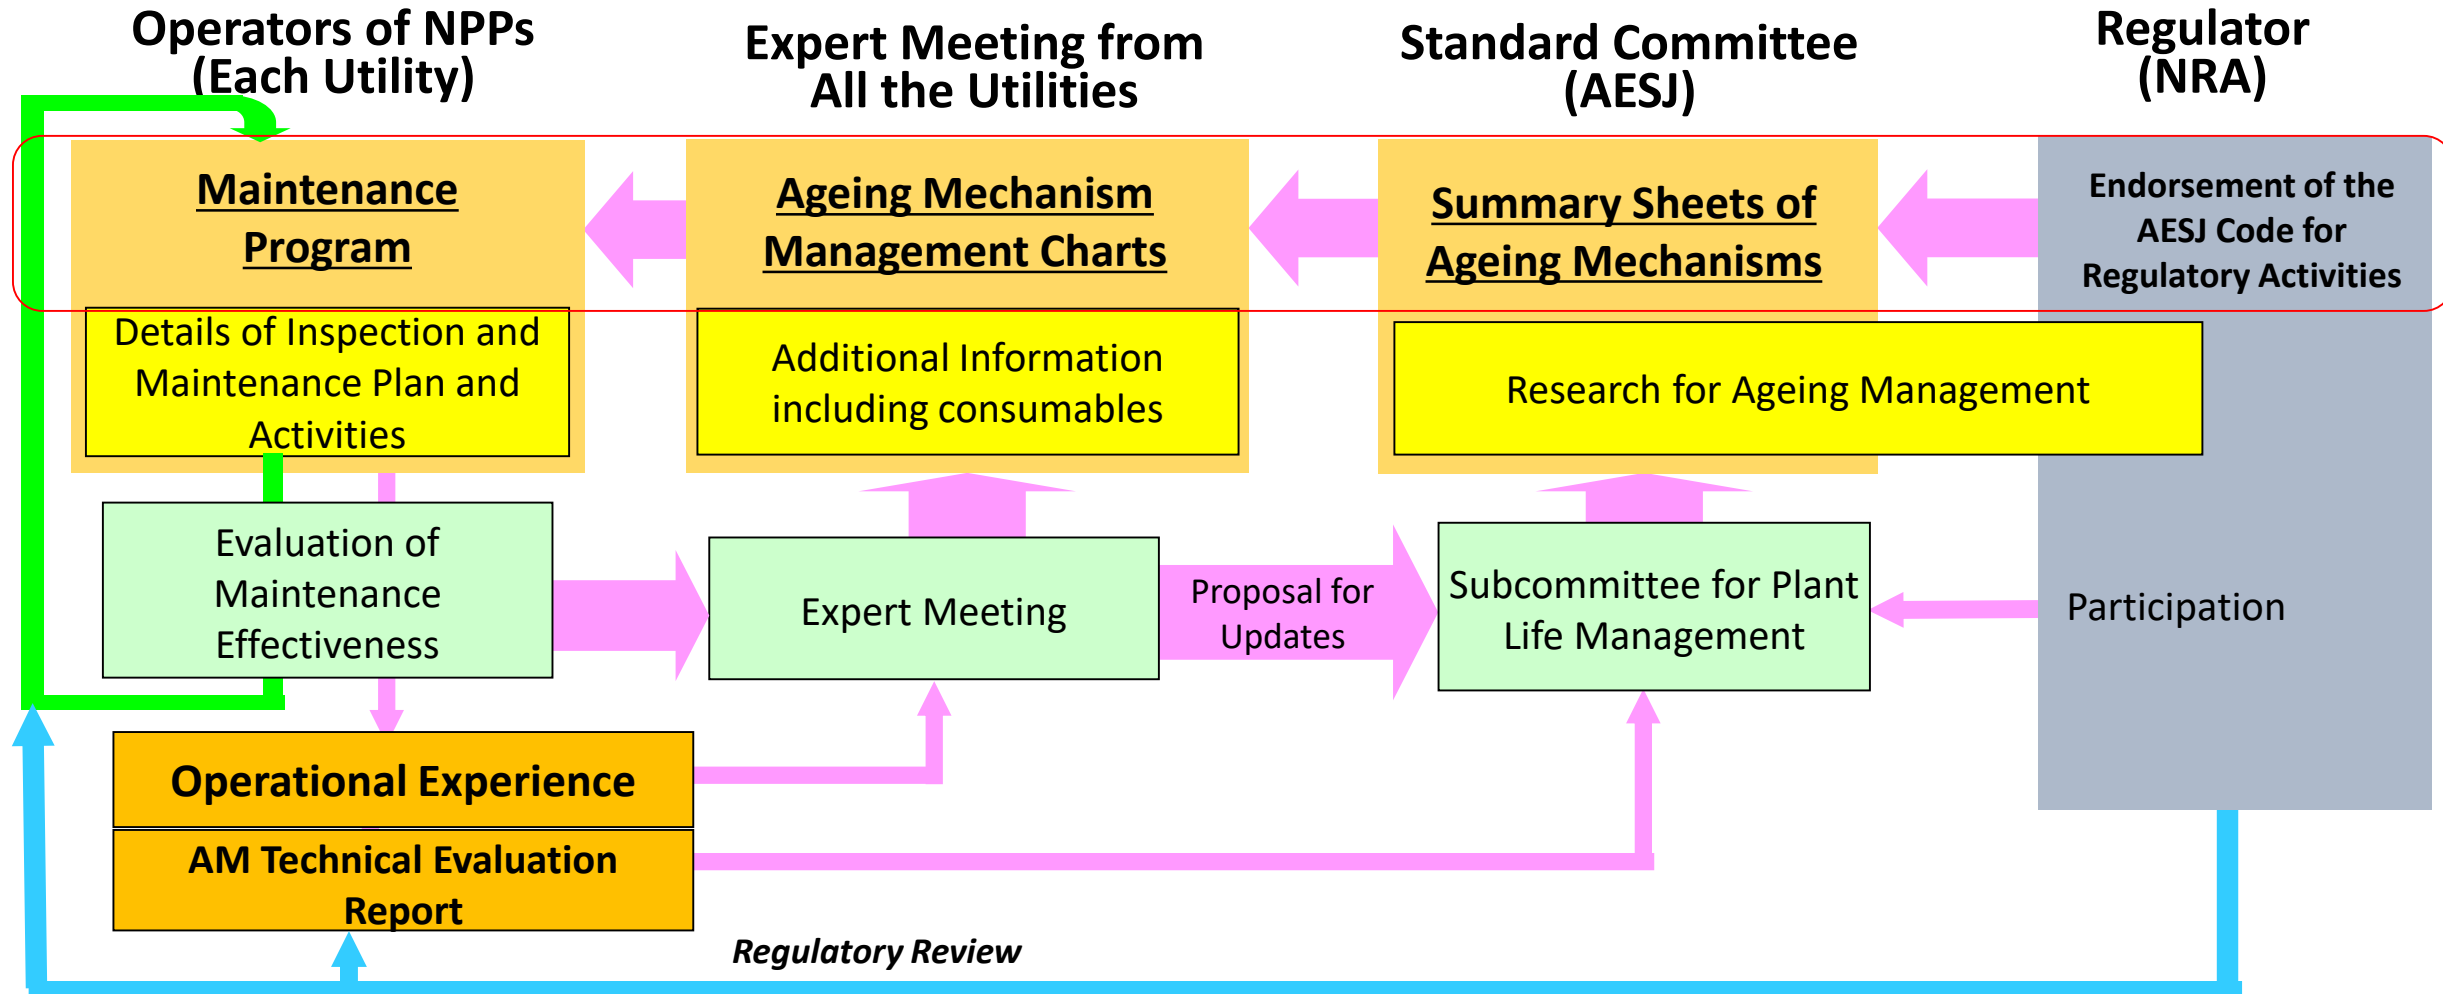 Operators of NPPs
(Each Utility)
Expert Meeting from
All the Utilities
Standard Committee
(AESJ)
Regulator
(NRA)
Maintenance
Program
Ageing Mechanism
Management Charts
Summary Sheets of
Ageing Mechanisms
Endorsement of the
AESJ Code for
Regulatory Activities
Details of Inspection and
Maintenance Plan and
Activities
Additional Information
including consumables
Research for Ageing Management
Evaluation of
Maintenance
Effectiveness
Expert Meeting
Proposal for
Updates
Subcommittee for Plant
Life Management
Participation
Operational Experience
AM Technical Evaluation
Report
Regulatory Review